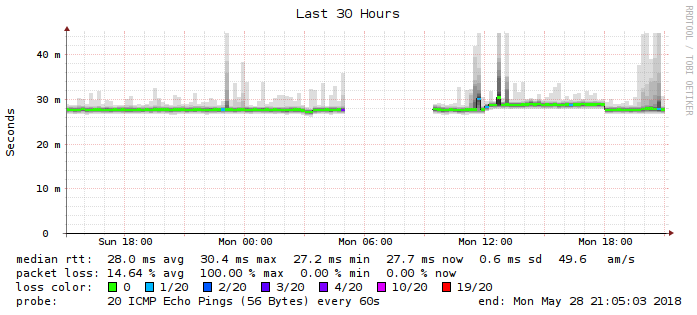 Last 30 Hours
RRDTOOL / TOBI OETIKER
Seconds
40 m
30 m
20 m
10 m
0
Sun 18:00 Mon 00:00 Mon 06:00 Mon 12:00 Mon 18:00
median rtt: 28.0 ms avg 30.4 ms max 27.2 ms min 27.7 ms now 0.6 ms sd 49.6 am/s
packet loss: 14.64 % avg 100.00 % max 0.00 % min 0.00 % now
loss color: 0 1/20 2/20 3/20 4/20 10/20 19/20
probe: 20 ICMP Echo Pings (56 Bytes) every 60s end: Mon May 28 21:05:03 2018